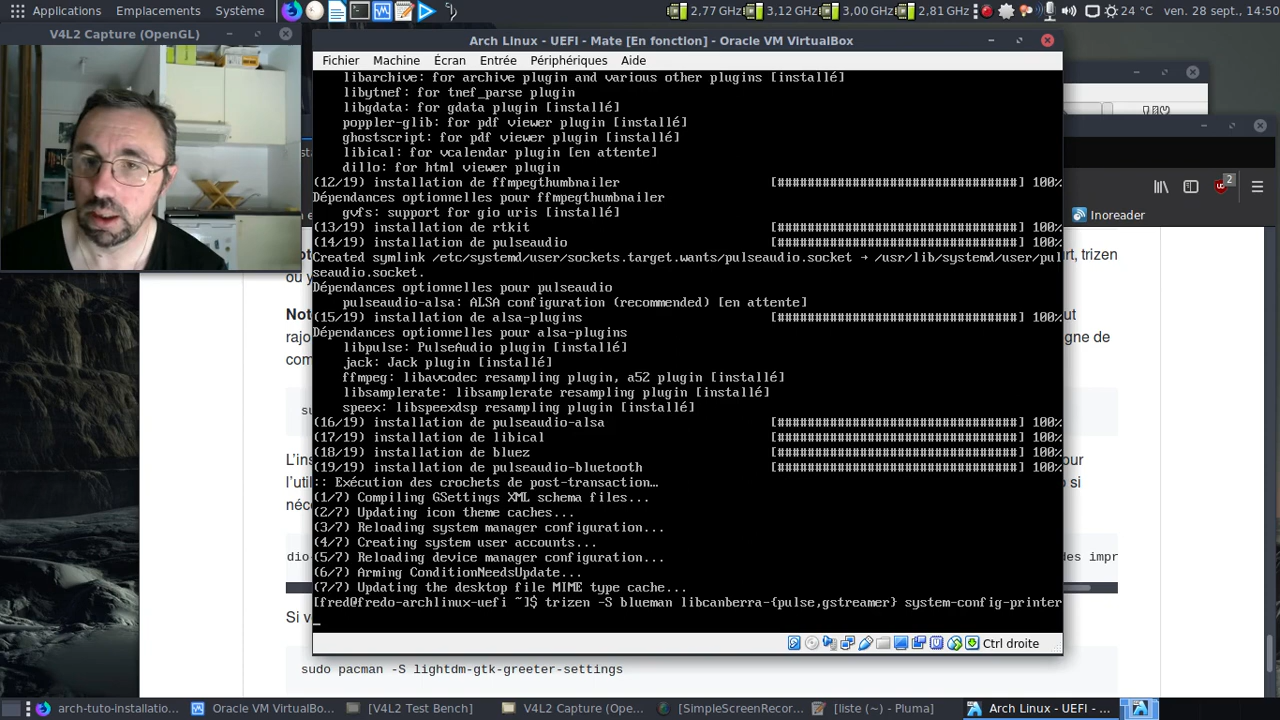 Applications Emplacements Système
2,77 GHz 3,12 GHz 3,00 GHz 2,81 GHz 24 °C ven. 28 sept., 14:50
V4L2 Capture (OpenGL)
Arch Linux - UEFI - Mate [En fonction] - Oracle VM VirtualBox
Fichier Machine Écran Entrée Périphériques Aide
libarchive: for archive plugin and various other plugins [installé]
libytnef: for tnef_parse plugin
libgdata: for gdata plugin [installé]
poppler-glib: for pdf viewer plugin [installé]
ghostscript: for pdf viewer plugin [installé]
libical: for vcalendar plugin [en attente]
dillo: for html viewer plugin
(12/19) installation de ffmpegthumbnailer [################################] 100%
Dépendances optionnelles pour ffmpegthumbnailer
gvfs: support for gio uris [installé]
(13/19) installation de rtkit [################################] 100%
(14/19) installation de pulseaudio [################################] 100%
Created symlink /etc/systemd/user/sockets.target.wants/pulseaudio.socket → /usr/lib/systemd/user/pul
seaudio.socket.
Dépendances optionnelles pour pulseaudio
pulseaudio-alsa: ALSA configuration (recommended) [en attente]
(15/19) installation de alsa-plugins [################################] 100%
Dépendances optionnelles pour alsa-plugins
libpulse: PulseAudio plugin [installé]
jack: Jack plugin [installé]
ffmpeg: libavcodec resampling plugin, a52 plugin [installé]
libsamplerate: libsamplerate resampling plugin [installé]
speex: libspeexdsp resampling plugin [installé]
(16/19) installation de pulseaudio-alsa [################################] 100%
(17/19) installation de libical [################################] 100%
(18/19) installation de bluez [################################] 100%
(19/19) installation de pulseaudio-bluetooth [################################] 100%
:: Exécution des crochets de post-transaction…
(1/7) Compiling GSettings XML schema files...
(2/7) Updating icon theme caches...
(3/7) Reloading system manager configuration...
(4/7) Creating system user accounts...
(5/7) Reloading device manager configuration...
(6/7) Arming ConditionNeedsUpdate...
(7/7) Updating the desktop file MIME type cache...
[fred@fredo-archlinux-uefi ~]$ trizen -S blueman libcanberra-{pulse,gstreamer} system-config-printer
Ctrl droite
2
Inoreader
urt, trizen
ou y
Note
rajo
igne de
com
L'ins
pour
l'utili
o si
néce
dio-
des impr
Si v
sudo pacman -S lightdm-gtk-greeter-settings
arch-tuto-installatio... Oracle VM VirtualBo... [V4L2 Test Bench] V4L2 Capture (Ope... [SimpleScreenRecor... [liste (~) - Pluma] Arch Linux - UEFI - ...